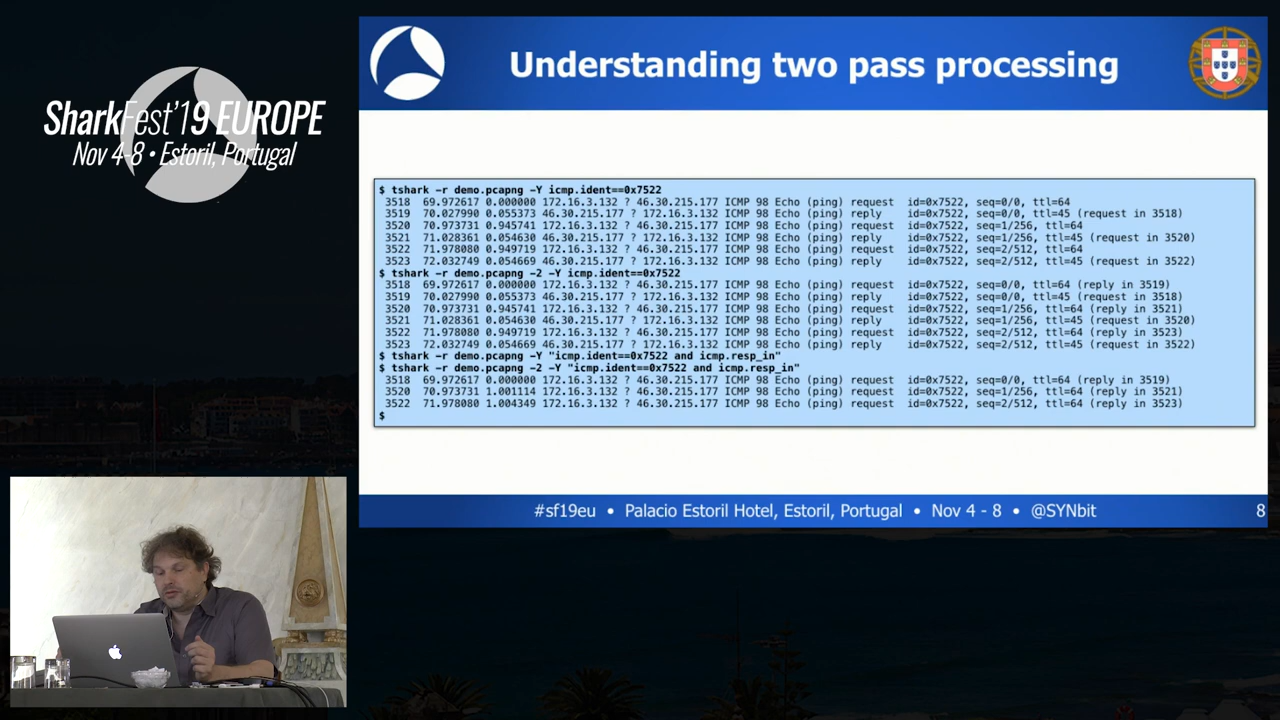 SharkFest'19 EUROPE
Nov 4-8 • Estoril, Portugal
Understanding two pass processing
$ tshark -r demo.pcapng -Y icmp.ident==0x7522
3518 69.972617 0.000000 172.16.3.132 ? 46.30.215.177 ICMP 98 Echo (ping) request id=0x7522, seq=0/0, ttl=64
3519 70.027990 0.055373 46.30.215.177 ? 172.16.3.132 ICMP 98 Echo (ping) reply id=0x7522, seq=0/0, ttl=45 (request in 3518)
3520 70.973731 0.945741 172.16.3.132 ? 46.30.215.177 ICMP 98 Echo (ping) request id=0x7522, seq=1/256, ttl=64
3521 71.028361 0.054630 46.30.215.177 ? 172.16.3.132 ICMP 98 Echo (ping) reply id=0x7522, seq=1/256, ttl=45 (request in 3520)
3522 71.978080 0.949719 172.16.3.132 ? 46.30.215.177 ICMP 98 Echo (ping) request id=0x7522, seq=2/512, ttl=64
3523 72.032749 0.054669 46.30.215.177 ? 172.16.3.132 ICMP 98 Echo (ping) reply id=0x7522, seq=2/512, ttl=45 (request in 3522)
$ tshark -r demo.pcapng -2 -Y icmp.ident==0x7522
3518 69.972617 0.000000 172.16.3.132 ? 46.30.215.177 ICMP 98 Echo (ping) request id=0x7522, seq=0/0, ttl=64 (reply in 3519)
3519 70.027990 0.055373 46.30.215.177 ? 172.16.3.132 ICMP 98 Echo (ping) reply id=0x7522, seq=0/0, ttl=45 (request in 3518)
3520 70.973731 0.945741 172.16.3.132 ? 46.30.215.177 ICMP 98 Echo (ping) request id=0x7522, seq=1/256, ttl=64 (reply in 3521)
3521 71.028361 0.054630 46.30.215.177 ? 172.16.3.132 ICMP 98 Echo (ping) reply id=0x7522, seq=1/256, ttl=45 (request in 3520)
3522 71.978080 0.949719 172.16.3.132 ? 46.30.215.177 ICMP 98 Echo (ping) request id=0x7522, seq=2/512, ttl=64 (reply in 3523)
3523 72.032749 0.054669 46.30.215.177 ? 172.16.3.132 ICMP 98 Echo (ping) reply id=0x7522, seq=2/512, ttl=45 (request in 3522)
$ tshark -r demo.pcapng -Y "icmp.ident==0x7522 and icmp.resp_in"
$ tshark -r demo.pcapng -2 -Y "icmp.ident==0x7522 and icmp.resp_in"
3518 69.972617 0.000000 172.16.3.132 ? 46.30.215.177 ICMP 98 Echo (ping) request id=0x7522, seq=0/0, ttl=64 (reply in 3519)
3520 70.973731 1.001114 172.16.3.132 ? 46.30.215.177 ICMP 98 Echo (ping) request id=0x7522, seq=1/256, ttl=64 (reply in 3521)
3522 71.978080 1.004349 172.16.3.132 ? 46.30.215.177 ICMP 98 Echo (ping) request id=0x7522, seq=2/512, ttl=64 (reply in 3523)
$
#sf19eu • Palacio Estoril Hotel, Estoril, Portugal • Nov 4 - 8 • @SYNbit
8